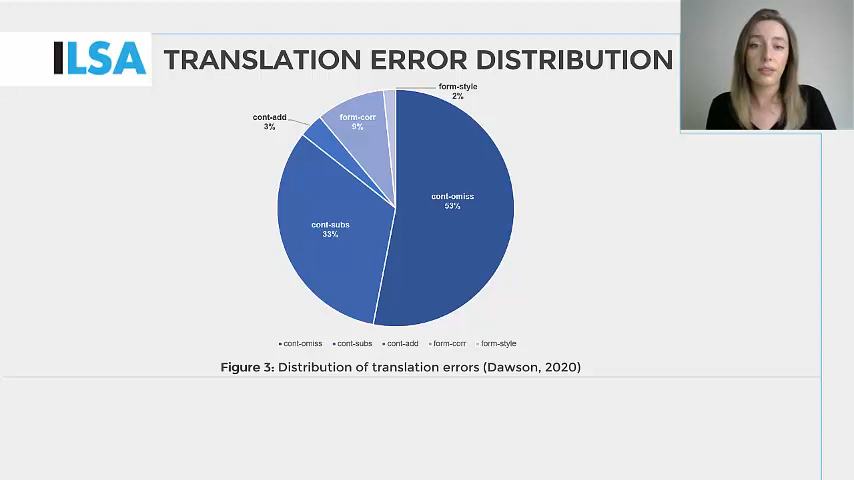 ILSA
TRANSLATION ERROR DISTRIBUTION
form-style
2%
cont-add
3%
form-corr
9%
cont-omiss
53%
cont-subs
33%
cont-omiss cont-subs cont-add form-corr form-style
Figure 3: Distribution of translation errors (Dawson, 2020)